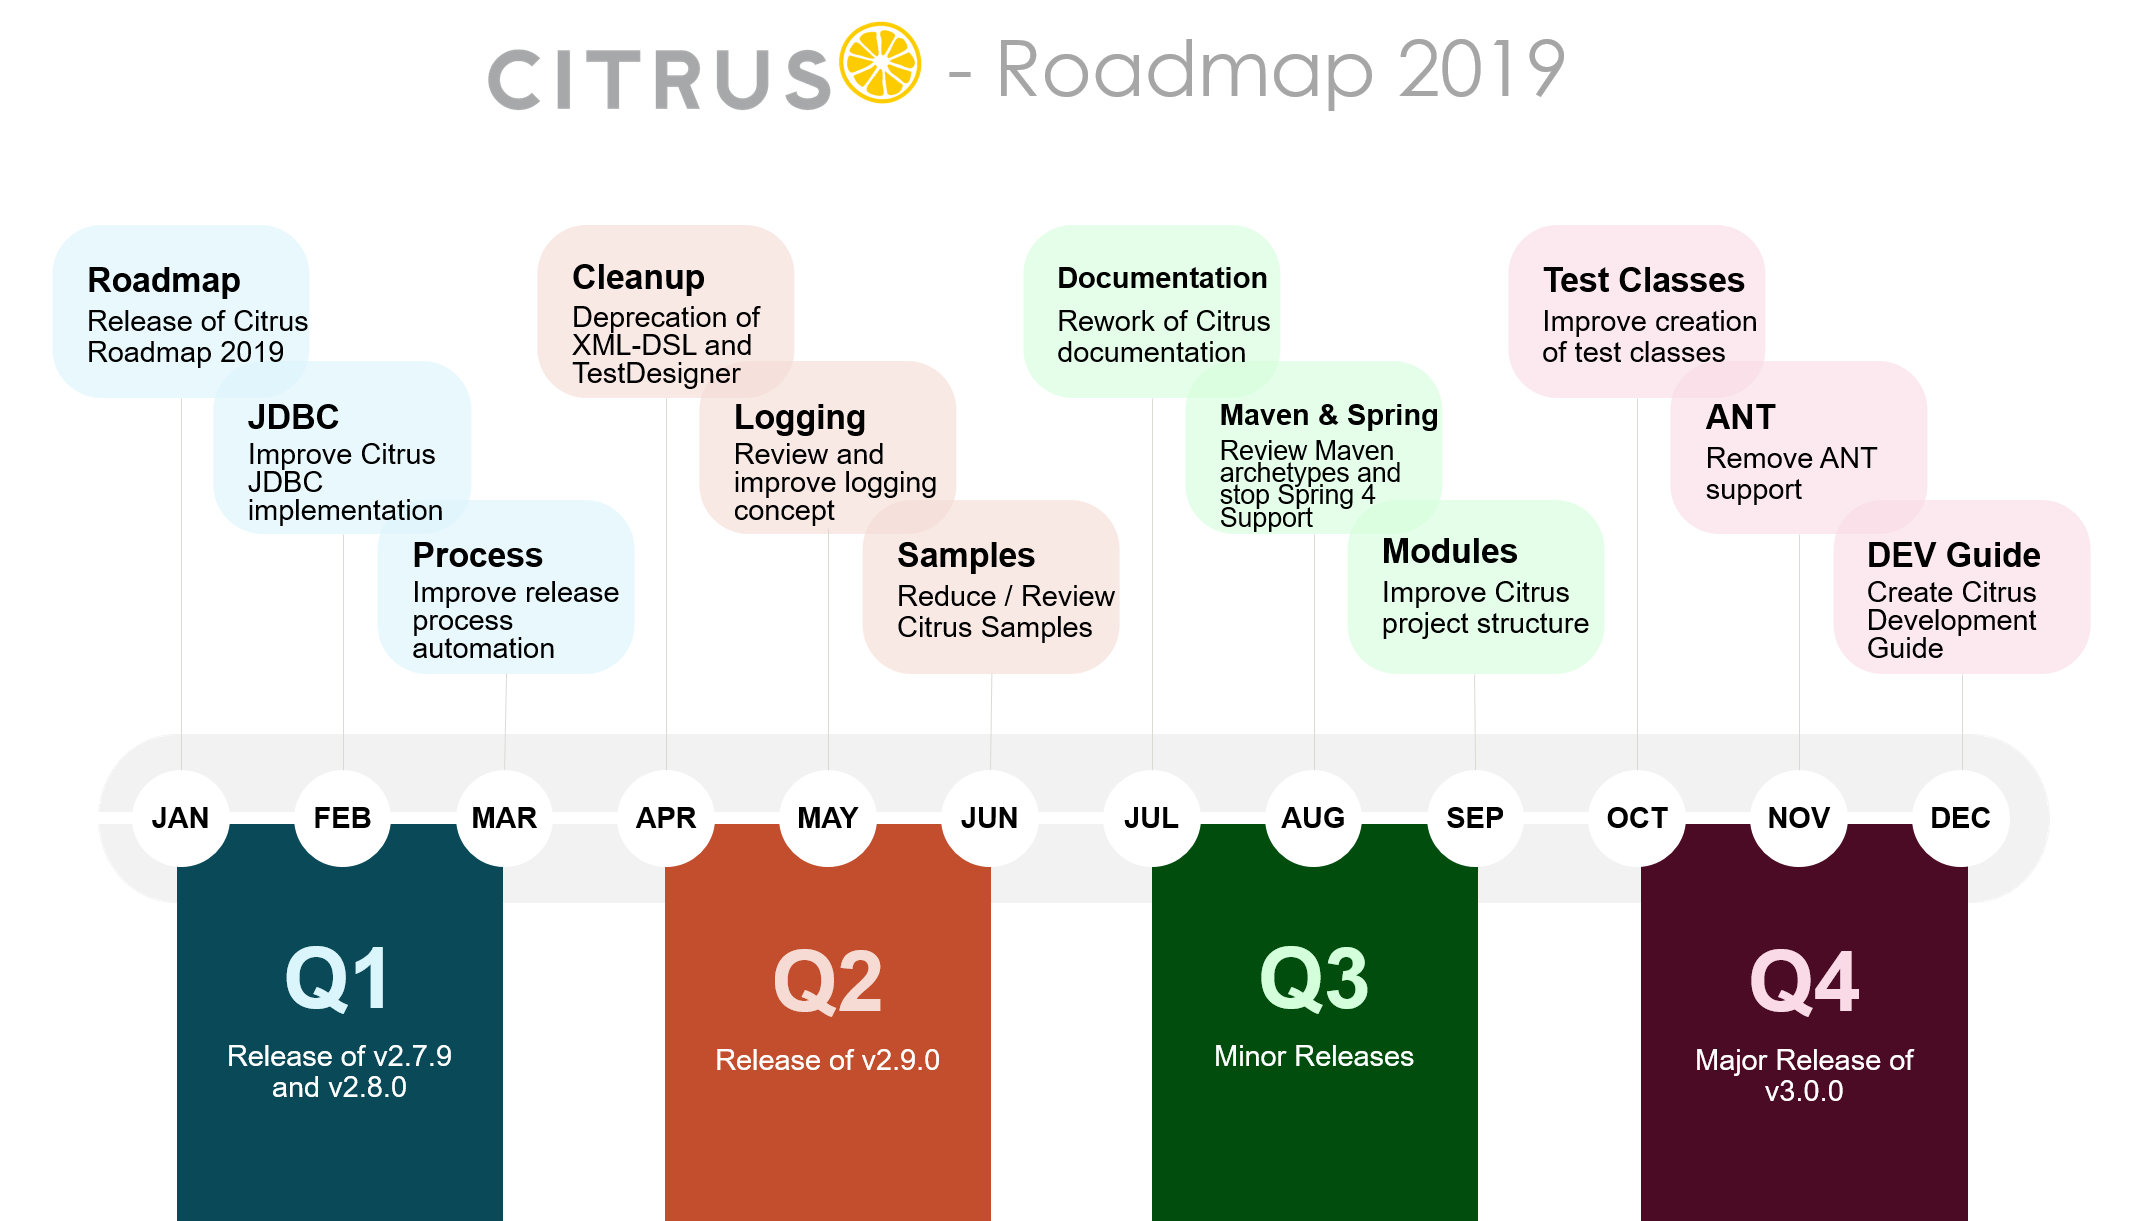 CITRUS - Roadmap 2019
Roadmap
Release of Citrus
Roadmap 2019
JDBC
Improve Citrus
JDBC
implementation
Process
Improve release
process
automation
Cleanup
Deprecation of
XML-DSL and
TestDesigner
Logging
Review and
improve logging
concept
Samples
Reduce / Review
Citrus Samples
Documentation
Rework of Citrus
documentation
Maven & Spring
Review Maven
archetypes and
stop Spring 4
Support
Modules
Improve Citrus
project structure
Test Classes
Improve creation
of test classes
ANT
Remove ANT
support
DEV Guide
Create Citrus
Development
Guide
JAN FEB MAR APR MAY JUN JUL AUG SEP OCT NOV DEC
Q1
Release of v2.7.9
and v2.8.0
Q2
Release of v2.9.0
Q3
Minor Releases
Q4
Major Release of
v3.0.0